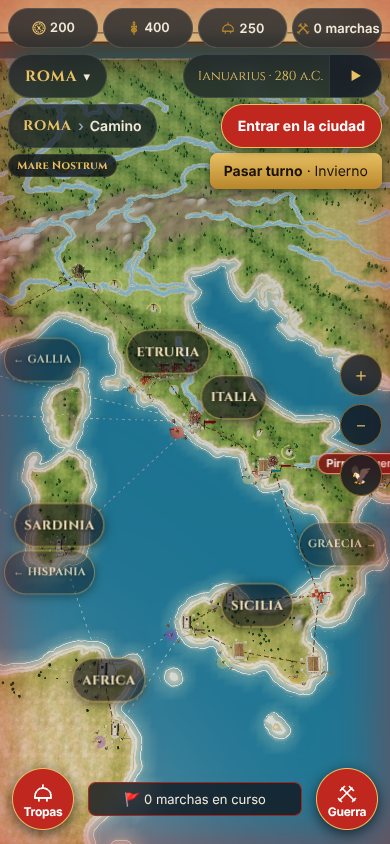 200
400
250
0 marchas
ROMA ▾
IANUARIUS · 280 A.C.
ROMA › Camino
Entrar en la ciudad
MARE NOSTRUM
Pasar turno · Invierno
← GALLIA
ETRURIA
ITALIA
+
−
SARDINIA
GRAECIA →
← HISPANIA
SICILIA
AFRICA
Tropas
0 marchas en curso
Guerra